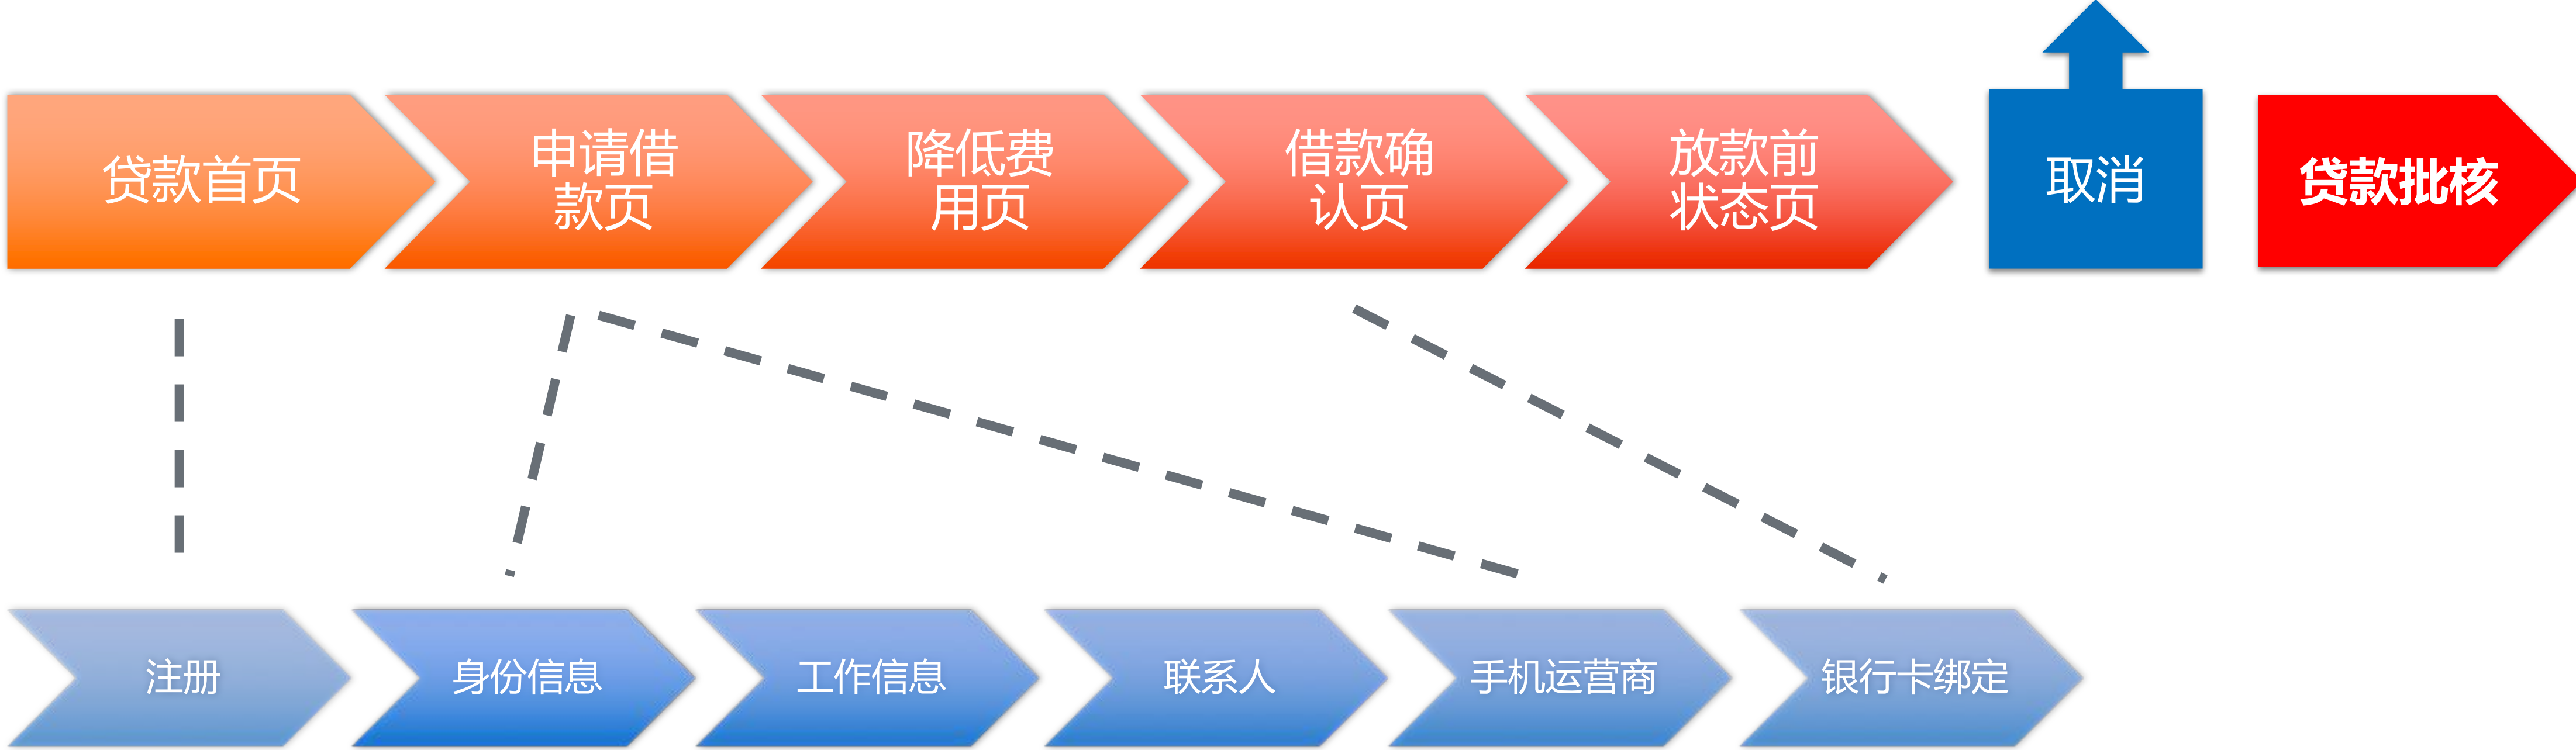 贷款首页
申请借
款页
降低费
用页
借款确
认页
放款前
状态页
取消
贷款批核
注册
身份信息
工作信息
联系人
手机运营商
银行卡绑定